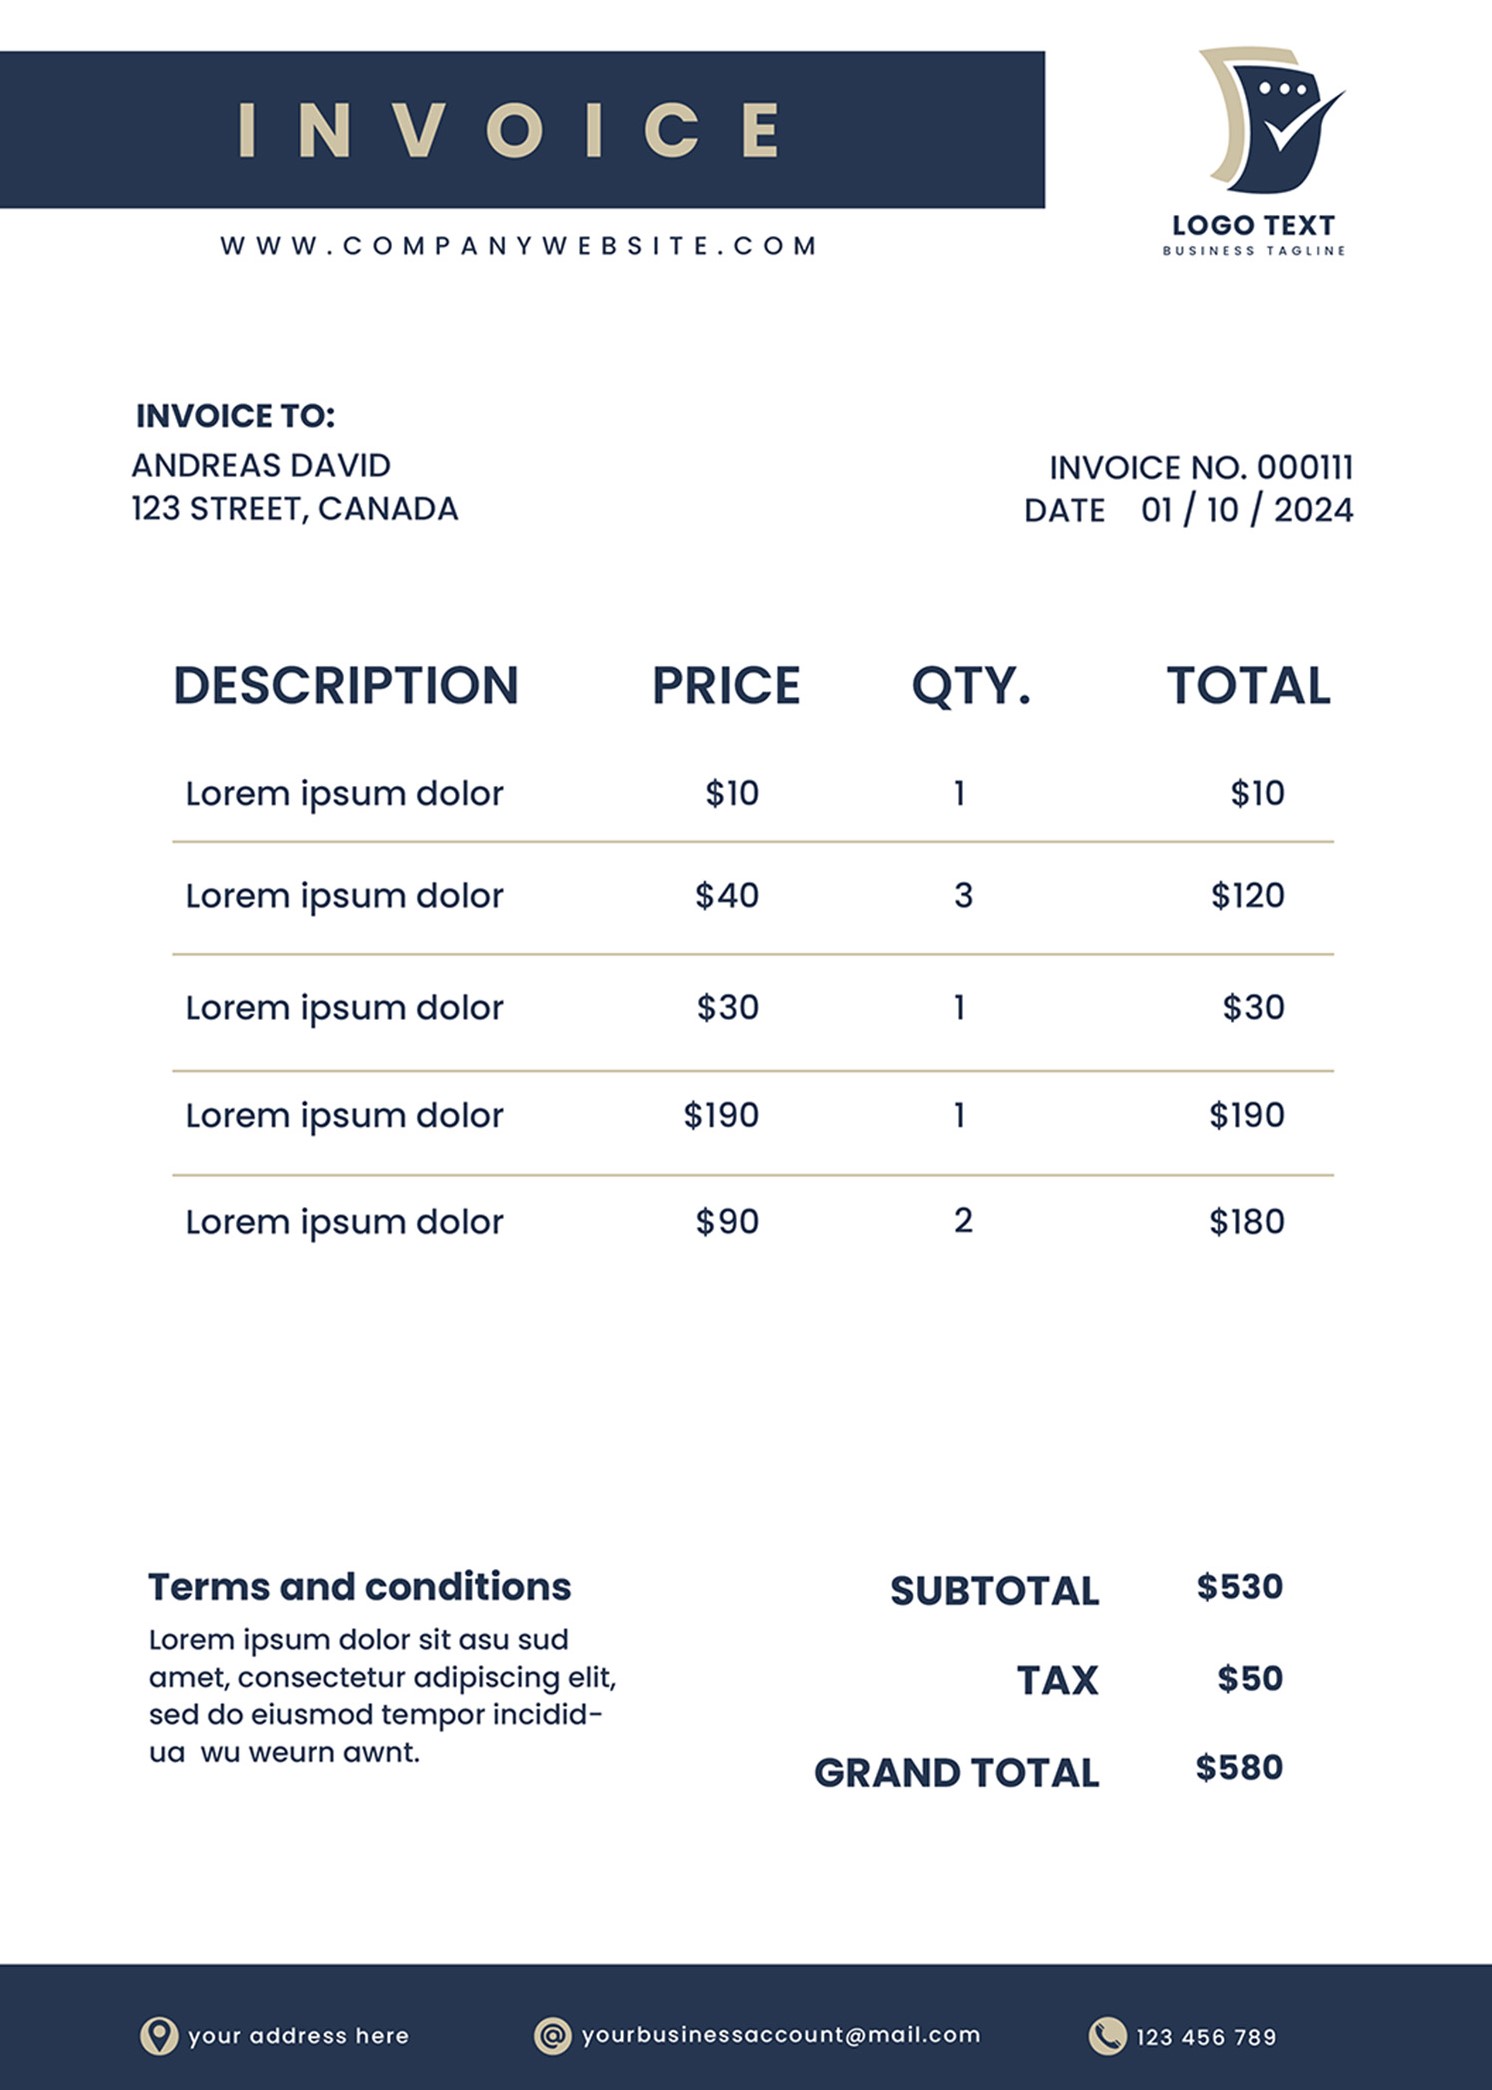 INVOICE
WWW.COMPANYWEBSITE.COM
LOGO TEXT
BUSINESS TAGLINE
INVOICE TO:
ANDREAS DAVID
123 STREET, CANADA
INVOICE NO. 000111
DATE 01 / 10 / 2024
DESCRIPTION PRICE QTY. TOTAL
Lorem ipsum dolor $10 1 $10
Lorem ipsum dolor $40 3 $120
Lorem ipsum dolor $30 1 $30
Lorem ipsum dolor $190 1 $190
Lorem ipsum dolor $90 2 $180
Terms and conditions
Lorem ipsum dolor sit asu sud
amet, consectetur adipiscing elit,
sed do eiusmod tempor incidid-
ua wu weurn awnt.
SUBTOTAL $530
TAX $50
GRAND TOTAL $580
your address here
yourbusinessaccount@mail.com
123 456 789